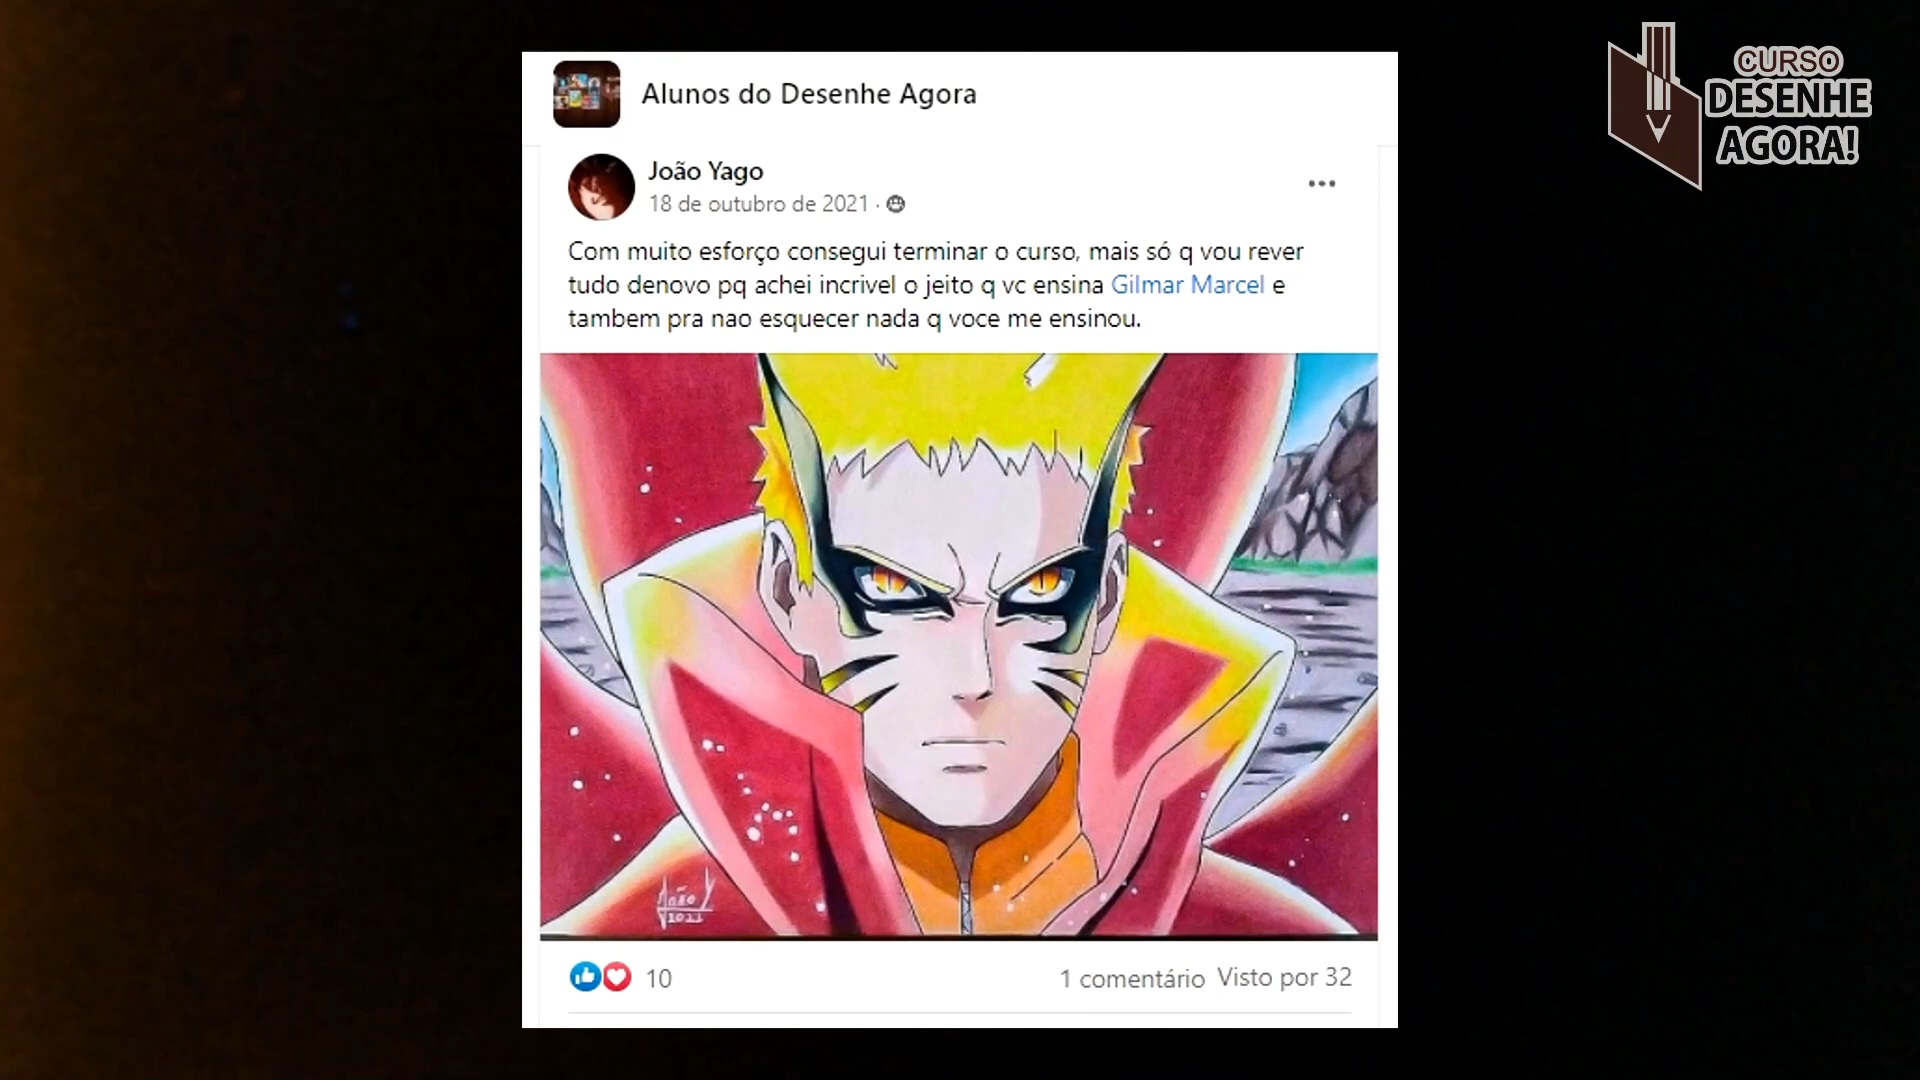 Alunos do Desenhe Agora
João Yago
18 de outubro de 2021 ·
Com muito esforço consegui terminar o curso, mais só q vou rever
tudo denovo pq achei incrivel o jeito q vc ensina Gilmar Marcel e
tambem pra nao esquecer nada q voce me ensinou.
João Y
2021
10
1 comentário Visto por 32
CURSO
DESENHE
AGORA!